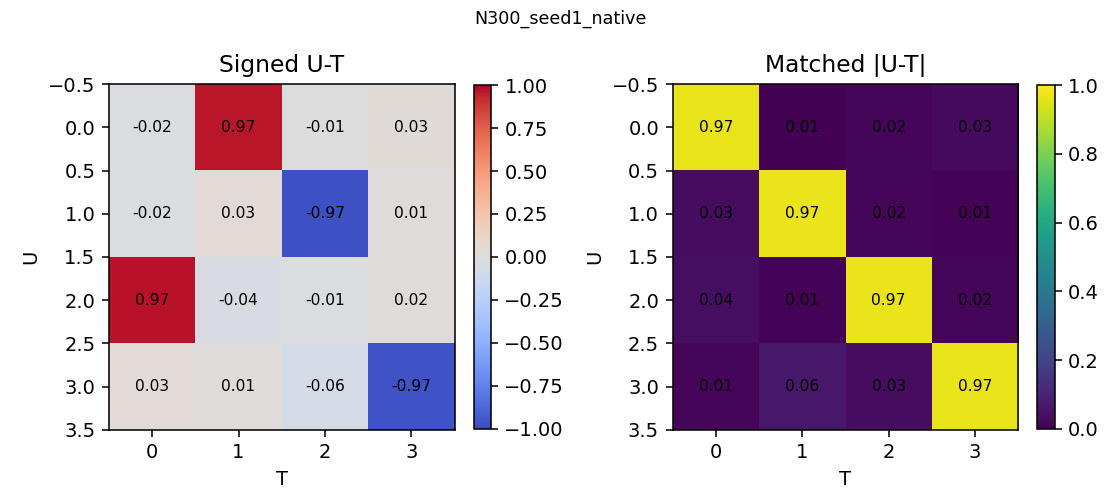 N300_seed1_native
Signed U-T
Matched |U-T|
−0.5
0.0
0.5
1.0
1.5
2.0
2.5
3.0
3.5
U
-0.02 0.97 -0.01 0.03
-0.02 0.03 -0.97 0.01
0.97 -0.04 -0.01 0.02
0.03 0.01 -0.06 -0.97
0 1 2 3
T
1.00
0.75
0.50
0.25
0.00
−0.25
−0.50
−0.75
−1.00
−0.5
0.0
0.5
1.0
1.5
2.0
2.5
3.0
3.5
U
0.97 0.01 0.02 0.03
0.03 0.97 0.02 0.01
0.04 0.01 0.97 0.02
0.01 0.06 0.03 0.97
0 1 2 3
T
1.0
0.8
0.6
0.4
0.2
0.0